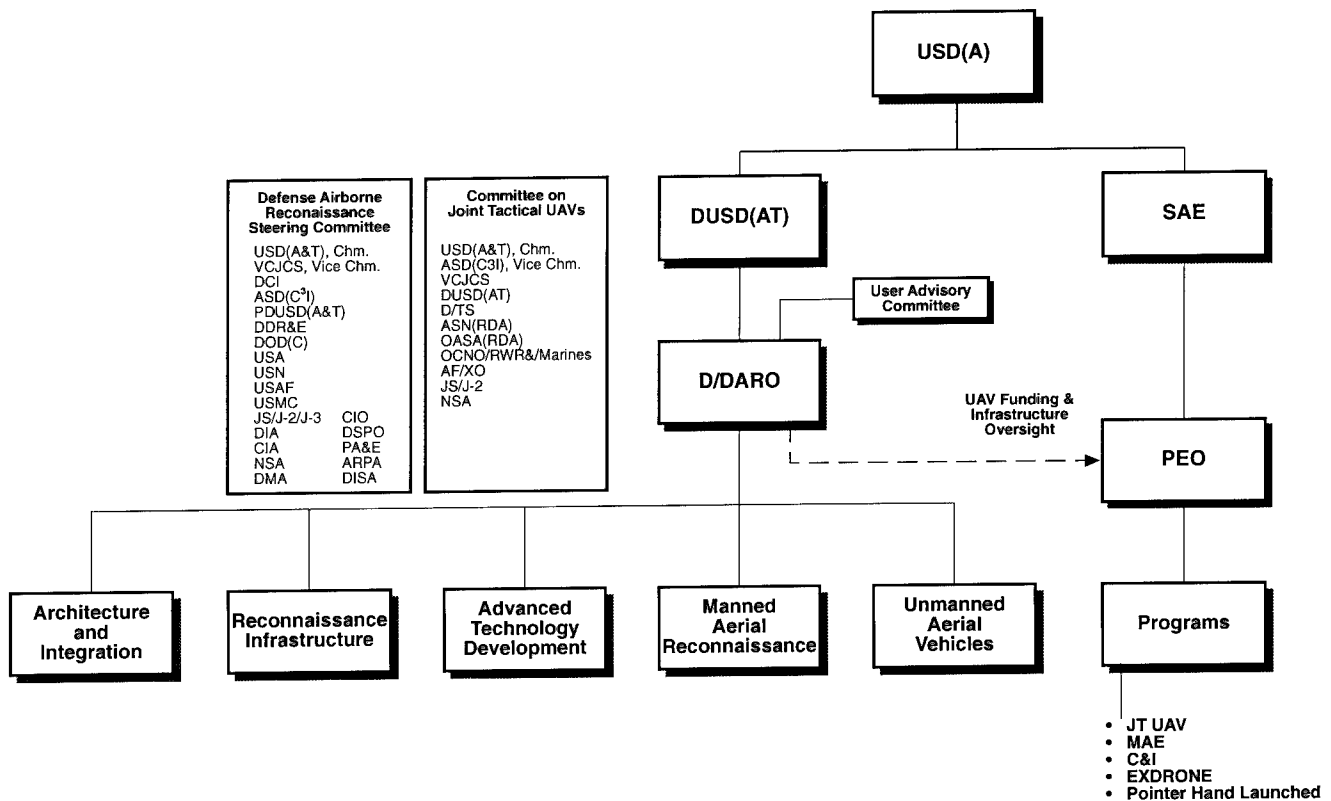 USD(A)
Defense Airborne
Reconaissance
Steering Committee
USD(A&T), Chm.
VCJCS, Vice Chm.
DCI
ASD(C³I)
PDUSD(A&T)
DDR&E
DOD(C)
USA
USN
USAF
USMC
JS/J-2/J-3 CIO
DIA DSPO
CIA PA&E
NSA ARPA
DMA DISA
Committee on
Joint Tactical UAVs
USD(A&T), Chm.
ASD(C3I), Vice Chm.
VCJCS
DUSD(AT)
D/TS
ASN(RDA)
OASA(RDA)
OCNO/RWR&/Marines
AF/XO
JS/J-2
NSA
DUSD(AT)
SAE
User Advisory
Committee
D/DARO
UAV Funding &
Infrastructure
Oversight
PEO
Architecture
and
Integration
Reconnaissance
Infrastructure
Advanced
Technology
Development
Manned
Aerial
Reconnaissance
Unmanned
Aerial
Vehicles
Programs
• JT UAV
• MAE
• C&I
• EXDRONE
• Pointer Hand Launched